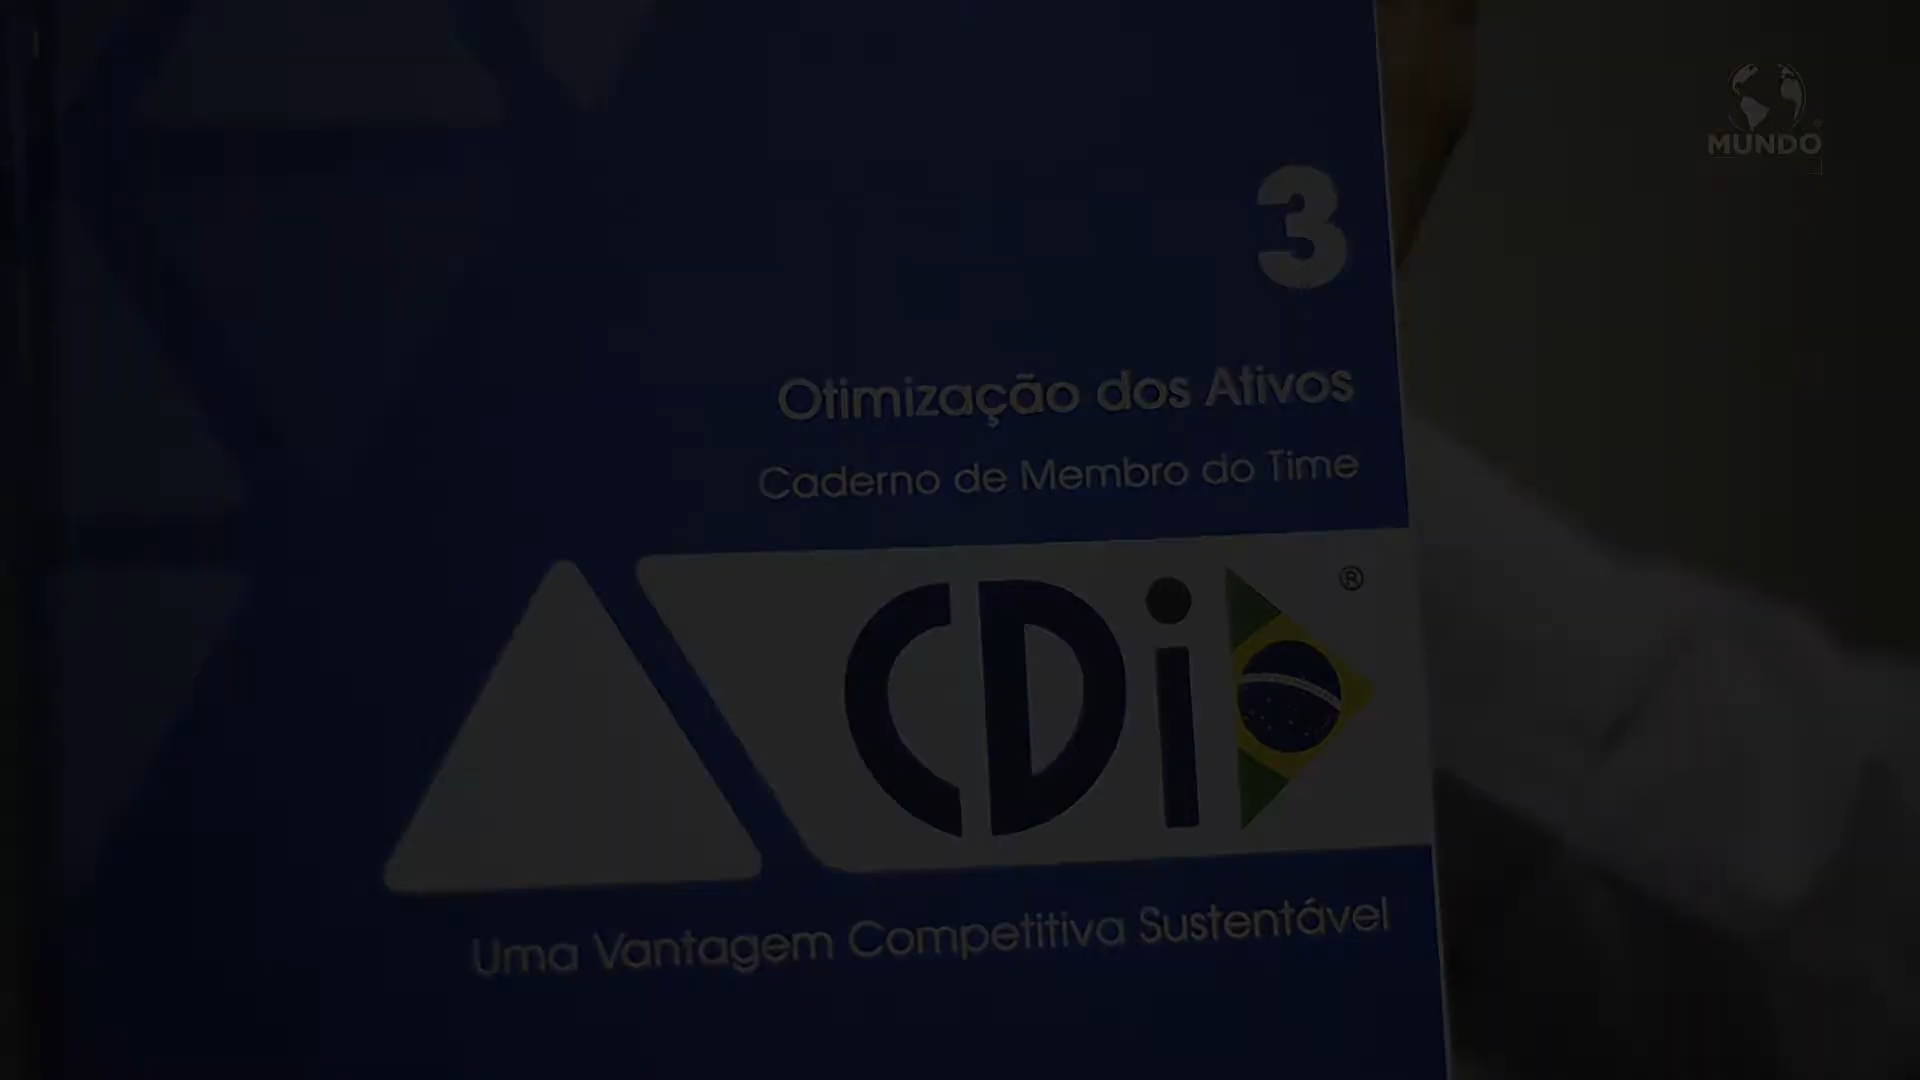 MUNDO
3
Otimização dos Ativos
Caderno de Membro do Time
CDi ®
Uma Vantagem Competitiva Sustentável